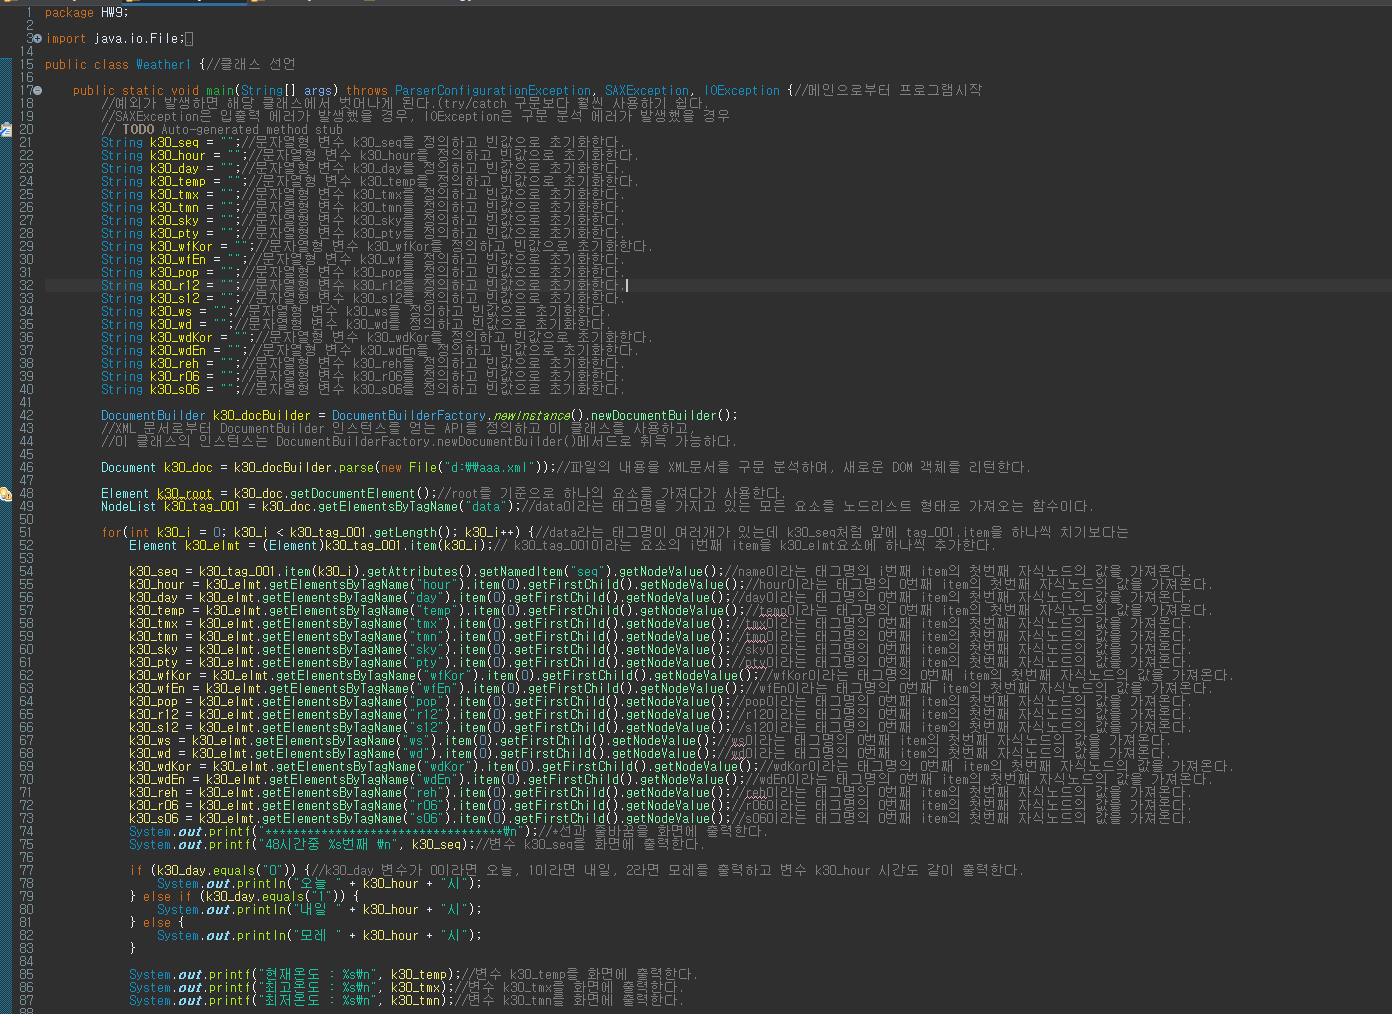 1 package HW9;
2
3 import java.io.File;
14
15 public class Weather1 {//클래스 선언
16
17 public static void main(String[] args) throws ParserConfigurationException, SAXException, IOException {//메인으로부터 프로그램시작
18 //예외가 발생하면 해당 클래스에서 벗어나게 된다.(try/catch 구문보다 훨씬 사용하기 쉽다.
19 //SAXException은 입출력 에러가 발생했을 경우, IOException은 구문 분석 에러가 발생했을 경우
20 // TODO Auto-generated method stub
21 String k30_seq = "";//문자열형 변수 k30_seq를 정의하고 빈값으로 초기화한다.
22 String k30_hour = "";//문자열형 변수 k30_hour를 정의하고 빈값으로 초기화한다.
23 String k30_day = "";//문자열형 변수 k30_day를 정의하고 빈값으로 초기화한다.
24 String k30_temp = "";//문자열형 변수 k30_temp를 정의하고 빈값으로 초기화한다.
25 String k30_tmx = "";//문자열형 변수 k30_tmx를 정의하고 빈값으로 초기화한다.
26 String k30_tmn = "";//문자열형 변수 k30_tmn를 정의하고 빈값으로 초기화한다.
27 String k30_sky = "";//문자열형 변수 k30_sky를 정의하고 빈값으로 초기화한다.
28 String k30_pty = "";//문자열형 변수 k30_pty를 정의하고 빈값으로 초기화한다.
29 String k30_wfKor = "";//문자열형 변수 k30_wfKor를 정의하고 빈값으로 초기화한다.
30 String k30_wfEn = "";//문자열형 변수 k30_wf를 정의하고 빈값으로 초기화한다.
31 String k30_pop = "";//문자열형 변수 k30_pop를 정의하고 빈값으로 초기화한다.
32 String k30_r12 = "";//문자열형 변수 k30_r12를 정의하고 빈값으로 초기화한다.
33 String k30_s12 = "";//문자열형 변수 k30_s12를 정의하고 빈값으로 초기화한다.
34 String k30_ws = "";//문자열형 변수 k30_ws를 정의하고 빈값으로 초기화한다.
35 String k30_wd = "";//문자열형 변수 k30_wd를 정의하고 빈값으로 초기화한다.
36 String k30_wdKor = "";//문자열형 변수 k30_wdKor를 정의하고 빈값으로 초기화한다.
37 String k30_wdEn = "";//문자열형 변수 k30_wdEn를 정의하고 빈값으로 초기화한다.
38 String k30_reh = "";//문자열형 변수 k30_reh를 정의하고 빈값으로 초기화한다.
39 String k30_r06 = "";//문자열형 변수 k30_r06를 정의하고 빈값으로 초기화한다.
40 String k30_s06 = "";//문자열형 변수 k30_s06를 정의하고 빈값으로 초기화한다.
41
42 DocumentBuilder k30_docBuilder = DocumentBuilderFactory.newInstance().newDocumentBuilder();
43 //XML 문서로부터 DocumentBuilder 인스턴스를 얻는 API를 정의하고 이 클래스를 사용하고,
44 //이 클래스의 인스턴스는 DocumentBuilderFactory.newDocumentBuilder()메서드로 취득 가능하다.
45
46 Document k30_doc = k30_docBuilder.parse(new File("d:\\aaa.xml"));//파일의 내용을 XML문서를 구문 분석하며, 새로운 DOM 객체를 리턴한다.
47
48 Element k30_root = k30_doc.getDocumentElement();//root를 기준으로 하나의 요소를 가져다가 사용한다.
49 NodeList k30_tag_001 = k30_doc.getElementsByTagName("data");//data이라는 태그명을 가지고 있는 모든 요소를 노드리스트 형태로 가져오는 함수이다.
50
51 for(int k30_i = 0; k30_i < k30_tag_001.getLength(); k30_i++) {//data라는 태그명이 여러개가 있는데 k30_seq처럼 앞에 tag_001.item을 하나씩 치기보다는
52 Element k30_elmt = (Element)k30_tag_001.item(k30_i);// k30_tag_001이라는 요소의 i번째 item을 k30_elmt요소에 하나씩 추가한다.
53
54 k30_seq = k30_tag_001.item(k30_i).getAttributes().getNamedItem("seq").getNodeValue();//name이라는 태그명의 i번째 item의 첫번째 자식노드의 값을 가져온다.
55 k30_hour = k30_elmt.getElementsByTagName("hour").item(0).getFirstChild().getNodeValue();//hour이라는 태그명의 0번째 item의 첫번째 자식노드의 값을 가져온다.
56 k30_day = k30_elmt.getElementsByTagName("day").item(0).getFirstChild().getNodeValue();//day이라는 태그명의 0번째 item의 첫번째 자식노드의 값을 가져온다.
57 k30_temp = k30_elmt.getElementsByTagName("temp").item(0).getFirstChild().getNodeValue();//temp이라는 태그명의 0번째 item의 첫번째 자식노드의 값을 가져온다.
58 k30_tmx = k30_elmt.getElementsByTagName("tmx").item(0).getFirstChild().getNodeValue();//tmx이라는 태그명의 0번째 item의 첫번째 자식노드의 값을 가져온다.
59 k30_tmn = k30_elmt.getElementsByTagName("tmn").item(0).getFirstChild().getNodeValue();//tmn이라는 태그명의 0번째 item의 첫번째 자식노드의 값을 가져온다.
60 k30_sky = k30_elmt.getElementsByTagName("sky").item(0).getFirstChild().getNodeValue();//sky이라는 태그명의 0번째 item의 첫번째 자식노드의 값을 가져온다.
61 k30_pty = k30_elmt.getElementsByTagName("pty").item(0).getFirstChild().getNodeValue();//pty이라는 태그명의 0번째 item의 첫번째 자식노드의 값을 가져온다.
62 k30_wfKor = k30_elmt.getElementsByTagName("wfKor").item(0).getFirstChild().getNodeValue();//wfKor이라는 태그명의 0번째 item의 첫번째 자식노드의 값을 가져온다.
63 k30_wfEn = k30_elmt.getElementsByTagName("wfEn").item(0).getFirstChild().getNodeValue();//wfEn이라는 태그명의 0번째 item의 첫번째 자식노드의 값을 가져온다.
64 k30_pop = k30_elmt.getElementsByTagName("pop").item(0).getFirstChild().getNodeValue();//pop이라는 태그명의 0번째 item의 첫번째 자식노드의 값을 가져온다.
65 k30_r12 = k30_elmt.getElementsByTagName("r12").item(0).getFirstChild().getNodeValue();//r12이라는 태그명의 0번째 item의 첫번째 자식노드의 값을 가져온다.
66 k30_s12 = k30_elmt.getElementsByTagName("s12").item(0).getFirstChild().getNodeValue();//s12이라는 태그명의 0번째 item의 첫번째 자식노드의 값을 가져온다.
67 k30_ws = k30_elmt.getElementsByTagName("ws").item(0).getFirstChild().getNodeValue();//ws이라는 태그명의 0번째 item의 첫번째 자식노드의 값을 가져온다.
68 k30_wd = k30_elmt.getElementsByTagName("wd").item(0).getFirstChild().getNodeValue();//wd이라는 태그명의 0번째 item의 첫번째 자식노드의 값을 가져온다.
69 k30_wdKor = k30_elmt.getElementsByTagName("wdKor").item(0).getFirstChild().getNodeValue();//wdKor이라는 태그명의 0번째 item의 첫번째 자식노드의 값을 가져온다.
70 k30_wdEn = k30_elmt.getElementsByTagName("wdEn").item(0).getFirstChild().getNodeValue();//wdEn이라는 태그명의 0번째 item의 첫번째 자식노드의 값을 가져온다.
71 k30_reh = k30_elmt.getElementsByTagName("reh").item(0).getFirstChild().getNodeValue();//reh이라는 태그명의 0번째 item의 첫번째 자식노드의 값을 가져온다.
72 k30_r06 = k30_elmt.getElementsByTagName("r06").item(0).getFirstChild().getNodeValue();//r06이라는 태그명의 0번째 item의 첫번째 자식노드의 값을 가져온다.
73 k30_s06 = k30_elmt.getElementsByTagName("s06").item(0).getFirstChild().getNodeValue();//s06이라는 태그명의 0번째 item의 첫번째 자식노드의 값을 가져온다.
74 System.out.printf("**********************************\n");//*선과 줄바꿈을 화면에 출력한다.
75 System.out.printf("48시간중 %s번째 \n", k30_seq);//변수 k30_seq를 화면에 출력한다.
76
77 if (k30_day.equals("0")) {//k30_day 변수가 0이라면 오늘, 1이라면 내일, 2라면 모레를 출력하고 변수 k30_hour 시간도 같이 출력한다.
78 System.out.println("오늘 " + k30_hour + "시");
79 } else if (k30_day.equals("1")) {
80 System.out.println("내일 " + k30_hour + "시");
81 } else {
82 System.out.println("모레 " + k30_hour + "시");
83 }
84
85 System.out.printf("현재온도 : %s\n", k30_temp);//변수 k30_temp를 화면에 출력한다.
86 System.out.printf("최고온도 : %s\n", k30_tmx);//변수 k30_tmx를 화면에 출력한다.
87 System.out.printf("최저온도 : %s\n", k30_tmn);//변수 k30_tmn를 화면에 출력한다.